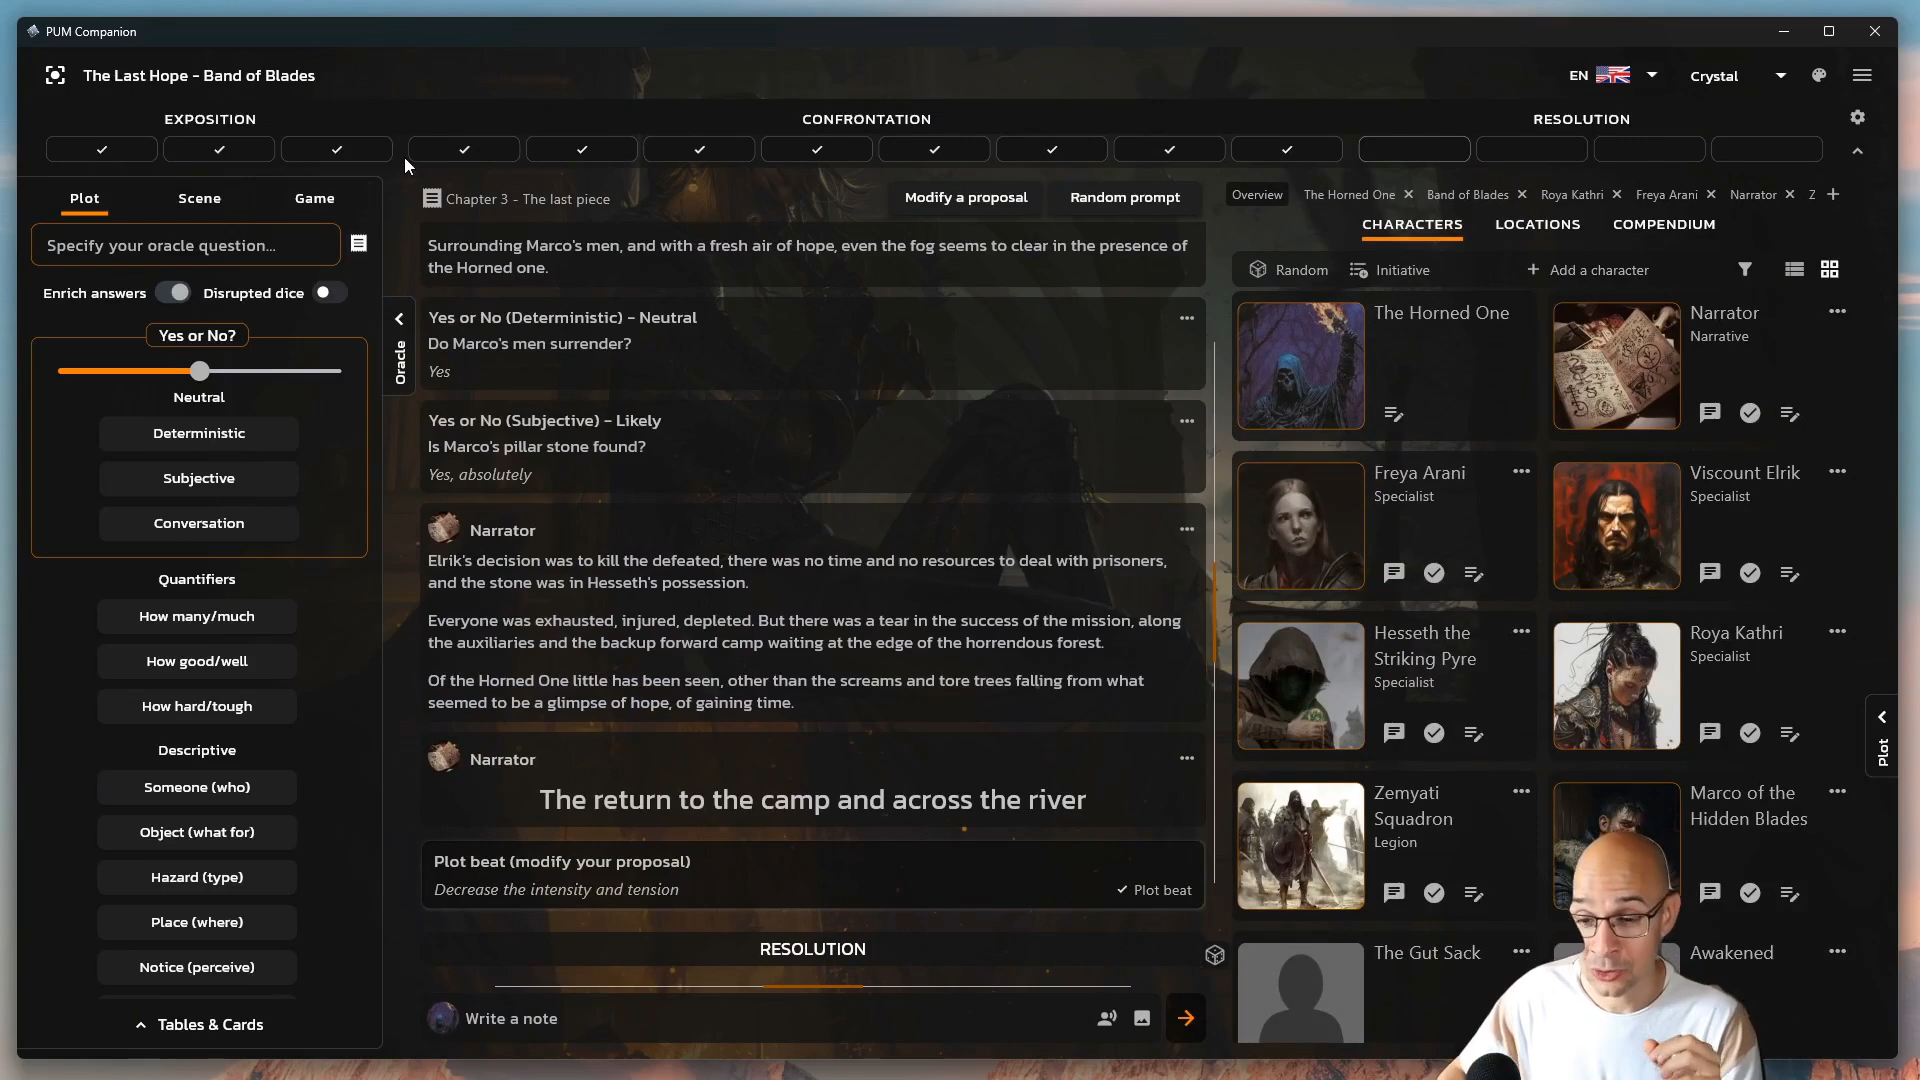 PUM Companion
The Last Hope - Band of Blades
EN
Crystal
EXPOSITION
CONFRONTATION
RESOLUTION
Plot
Scene
Game
Specify your oracle question...
Enrich answers
Disrupted dice
Yes or No?
Neutral
Deterministic
Subjective
Conversation
Quantifiers
How many/much
How good/well
How hard/tough
Descriptive
Someone (who)
Object (what for)
Hazard (type)
Place (where)
Notice (perceive)
Tables & Cards
Oracle
Chapter 3 - The last piece
Modify a proposal
Random prompt
Surrounding Marco's men, and with a fresh air of hope, even the fog seems to clear in the presence of
the Horned one.
Yes or No (Deterministic) - Neutral
Do Marco's men surrender?
Yes
Yes or No (Subjective) - Likely
Is Marco's pillar stone found?
Yes, absolutely
Narrator
Elrik's decision was to kill the defeated, there was no time and no resources to deal with prisoners,
and the stone was in Hesseth's possession.
Everyone was exhausted, injured, depleted. But there was a tear in the success of the mission, along
the auxiliaries and the backup forward camp waiting at the edge of the horrendous forest.
Of the Horned One little has been seen, other than the screams and tore trees falling from what
seemed to be a glimpse of hope, of gaining time.
Narrator
The return to the camp and across the river
Plot beat (modify your proposal)
Decrease the intensity and tension
Plot beat
RESOLUTION
Write a note
Overview
The Horned One
Band of Blades
Roya Kathri
Freya Arani
Narrator
Z
CHARACTERS
LOCATIONS
COMPENDIUM
Random
Initiative
Add a character
The Horned One
Narrator
Narrative
Freya Arani
Specialist
Viscount Elrik
Specialist
Hesseth the
Striking Pyre
Specialist
Roya Kathri
Specialist
Zemyati
Squadron
Legion
Marco of the
Hidden Blades
The Gut Sack
Awakened
Plot